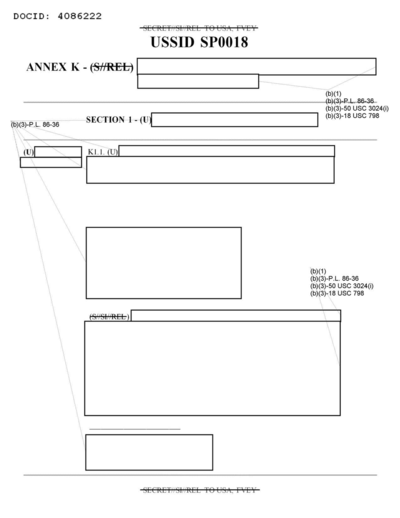 DOCID: 4086222
SECRET//SI//REL TO USA, FVEY
USSID SP0018
ANNEX K - (S//REL)
(b)(1)
(b)(3)-P.L. 86-36
(b)(3)-50 USC 3024(i)
(b)(3)-18 USC 798
SECTION 1 - (U)
(b)(3)-P.L. 86-36
(U)
K1.1. (U)
(b)(1)
(b)(3)-P.L. 86-36
(b)(3)-50 USC 3024(i)
(b)(3)-18 USC 798
(S//SI//REL)
SECRET//SI//REL TO USA, FVEY